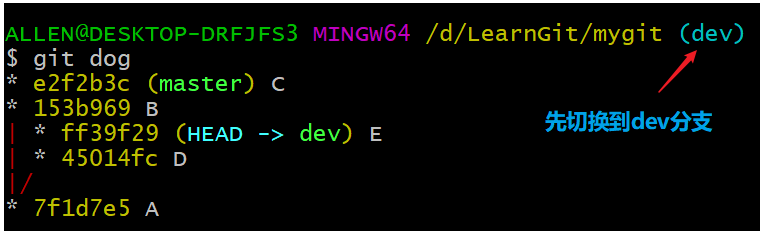 ALLEN@DESKTOP-DRFJFS3 MINGW64 /d/LearnGit/mygit (dev)
$ git dog
* e2f2b3c (master) C
* 153b969 B
| * ff39f29 (HEAD -> dev) E
先切换到dev分支
| * 45014fc D
|/
* 7f1d7e5 A